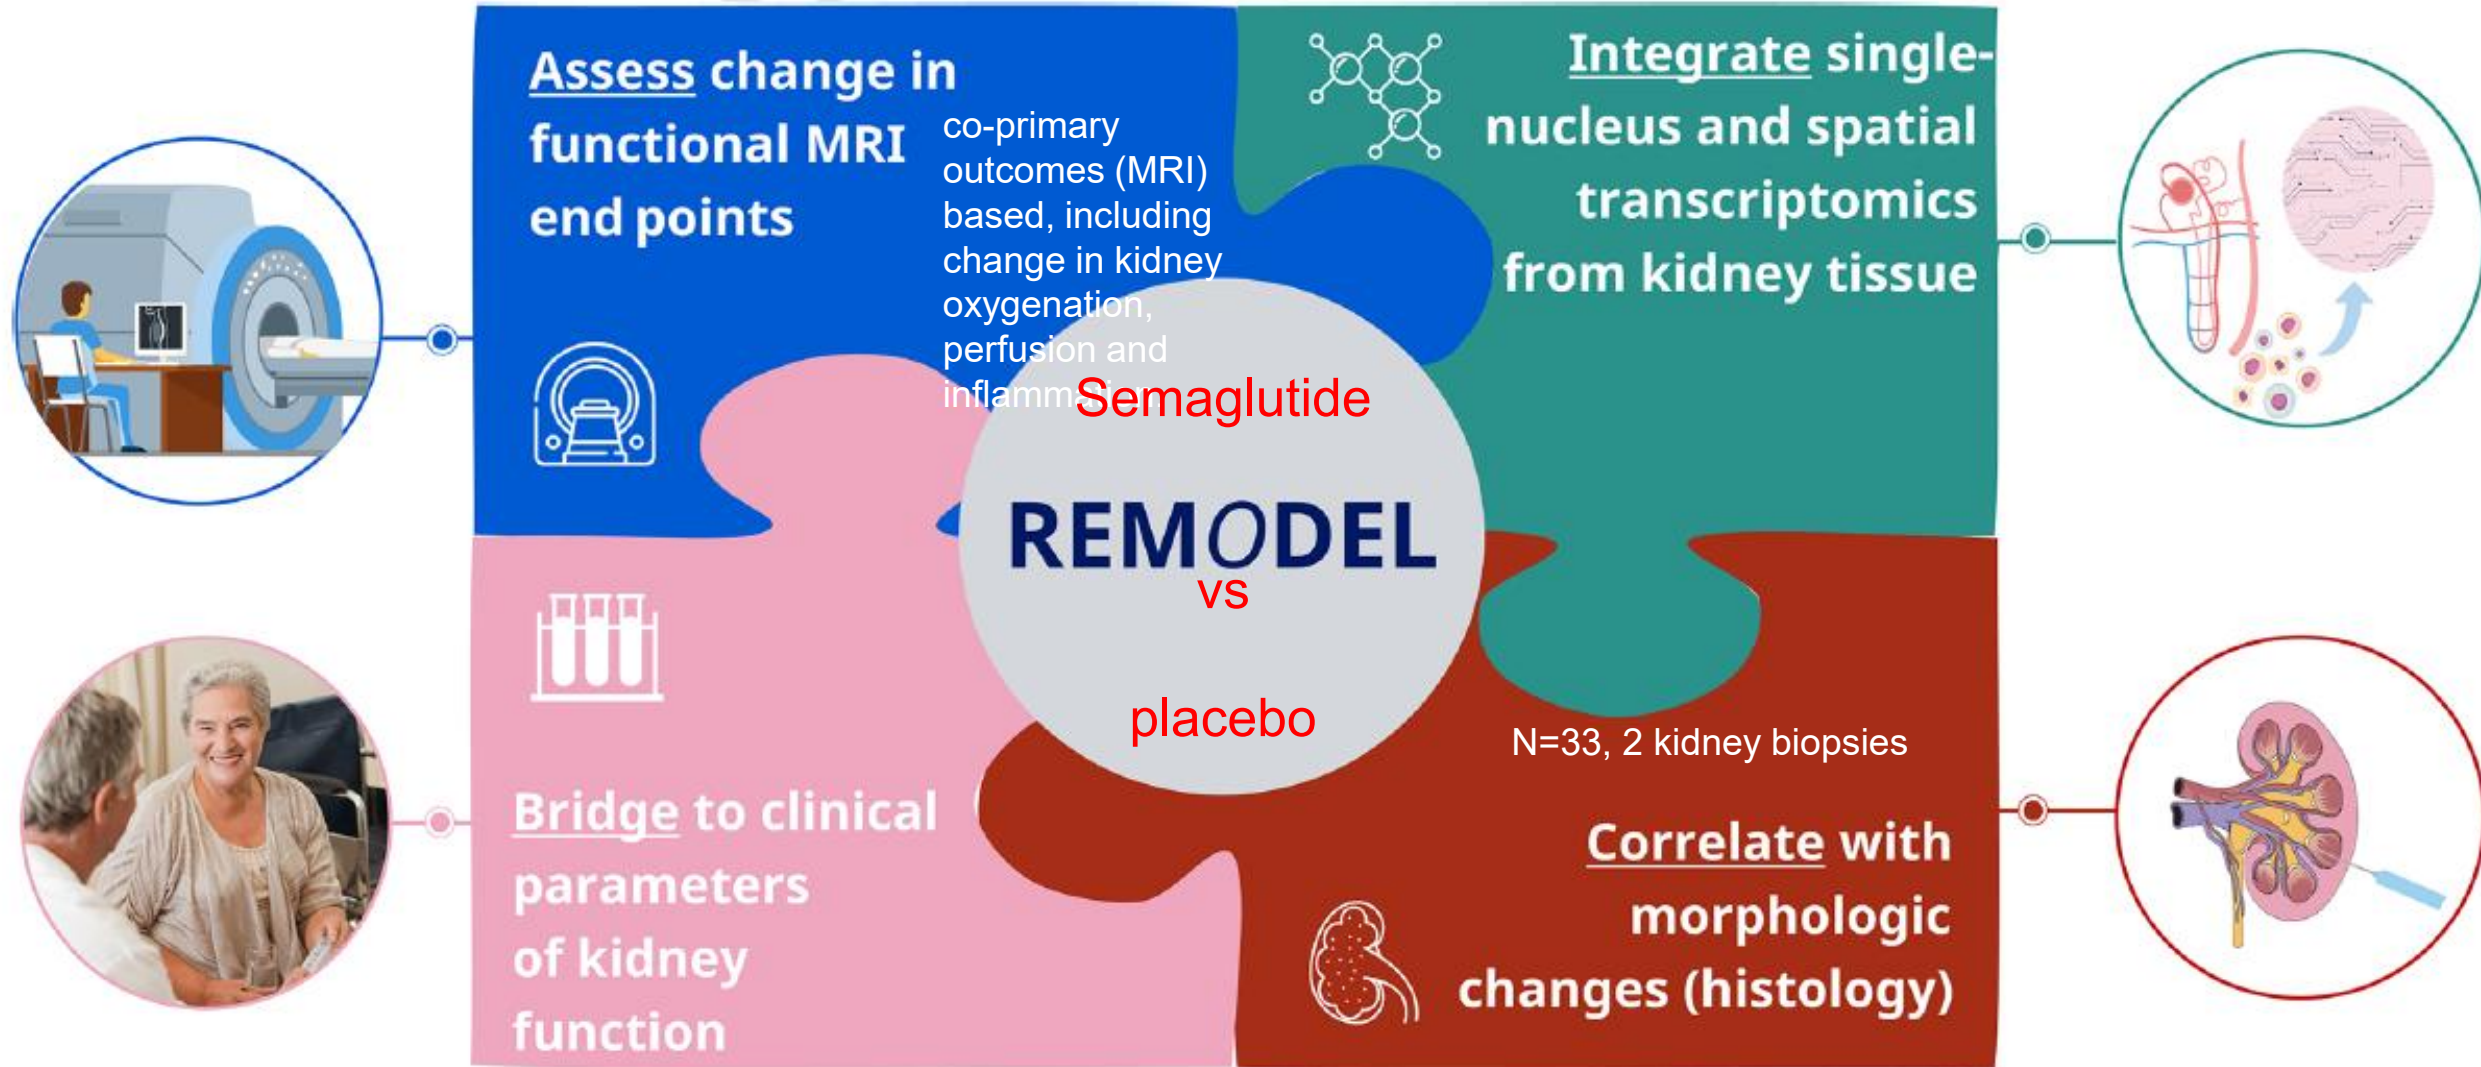 Assess change in
functional MRI
end points
co-primary
outcomes (MRI)
based, including
change in kidney
oxygenation,
perfusion and
inflammation.
Integrate single-
nucleus and spatial
transcriptomics
from kidney tissue
Semaglutide
REMODEL
vs
placebo
Bridge to clinical
parameters
of kidney
function
N=33, 2 kidney biopsies
Correlate with
morphologic
changes (histology)